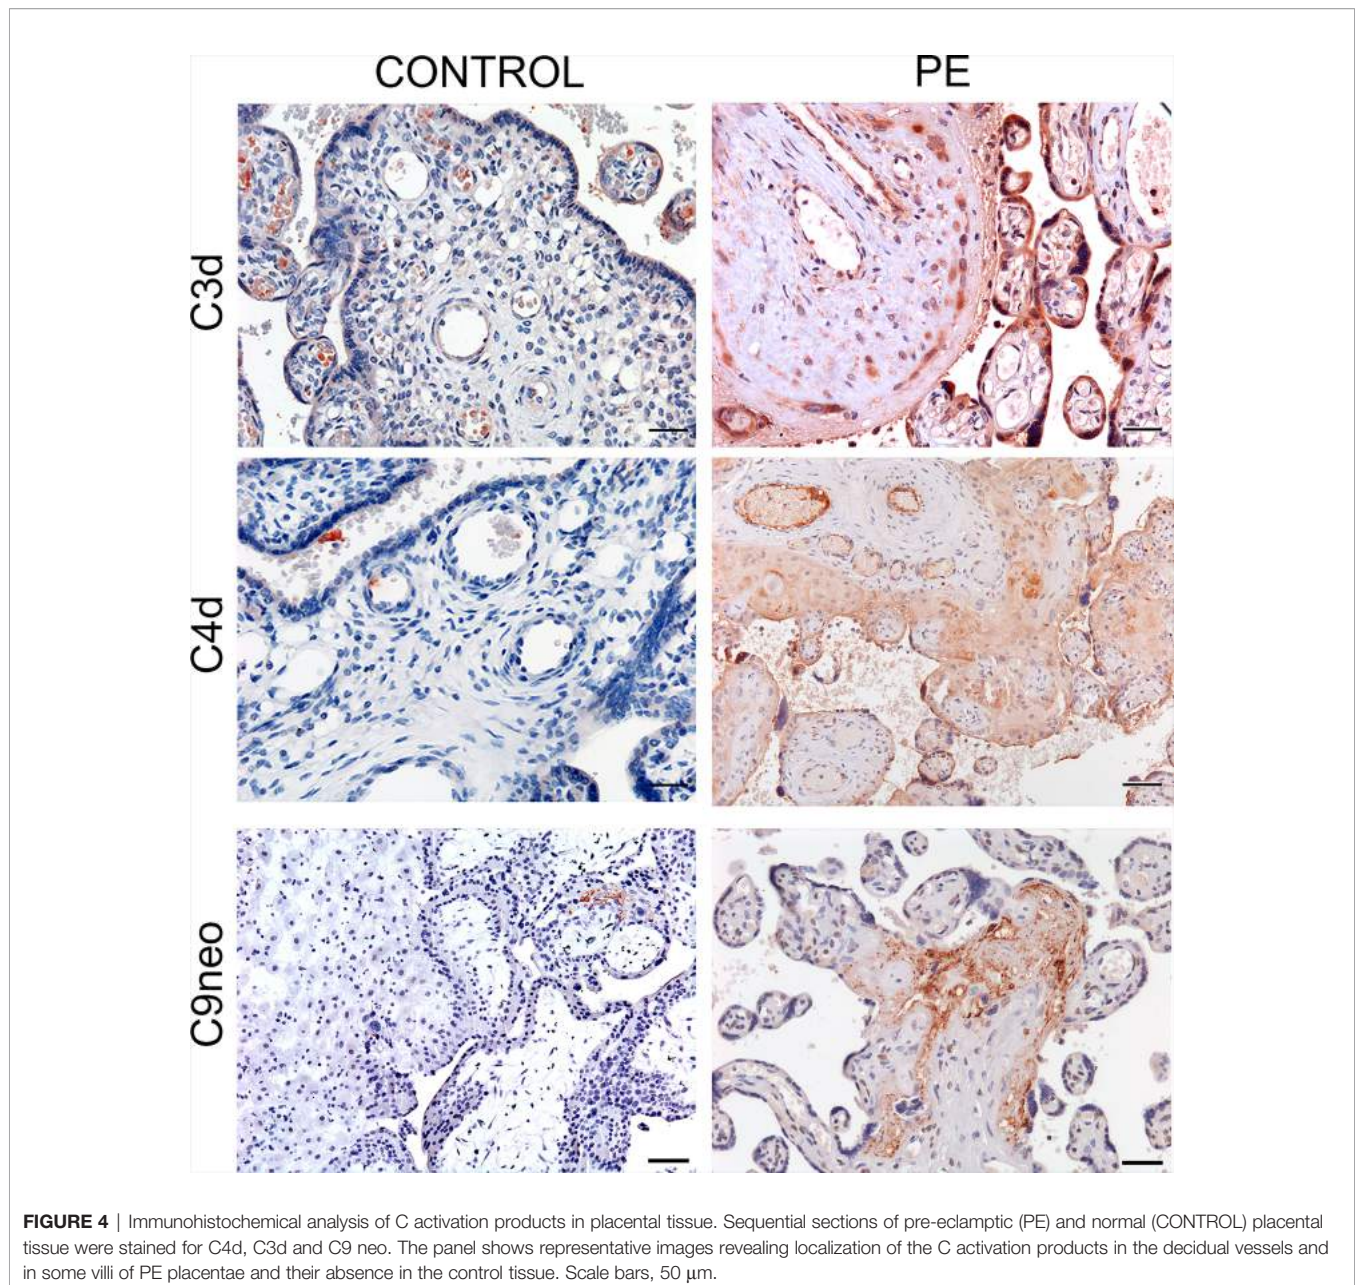 CONTROL PE
C3d
C4d
C9neo
FIGURE 4 | Immunohistochemical analysis of C activation products in placental tissue. Sequential sections of pre-eclamptic (PE) and normal (CONTROL) placental
tissue were stained for C4d, C3d and C9 neo. The panel shows representative images revealing localization of the C activation products in the decidual vessels and
in some villi of PE placentae and their absence in the control tissue. Scale bars, 50 μm.